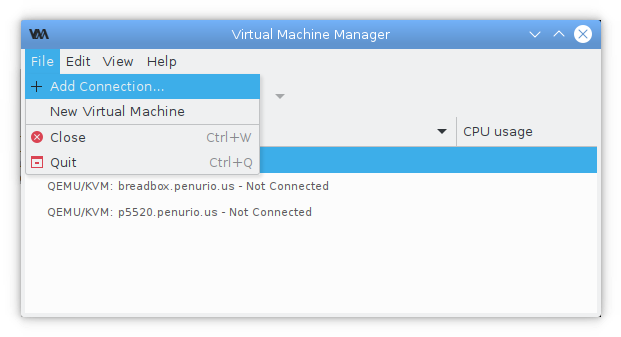 VMM Virtual Machine Manager
File Edit View Help
Add Connection...
New Virtual Machine
CPU usage
Close Ctrl+W
Quit Ctrl+Q
QEMU/KVM: breadbox.penurio.us - Not Connected
QEMU/KVM: p5520.penurio.us - Not Connected